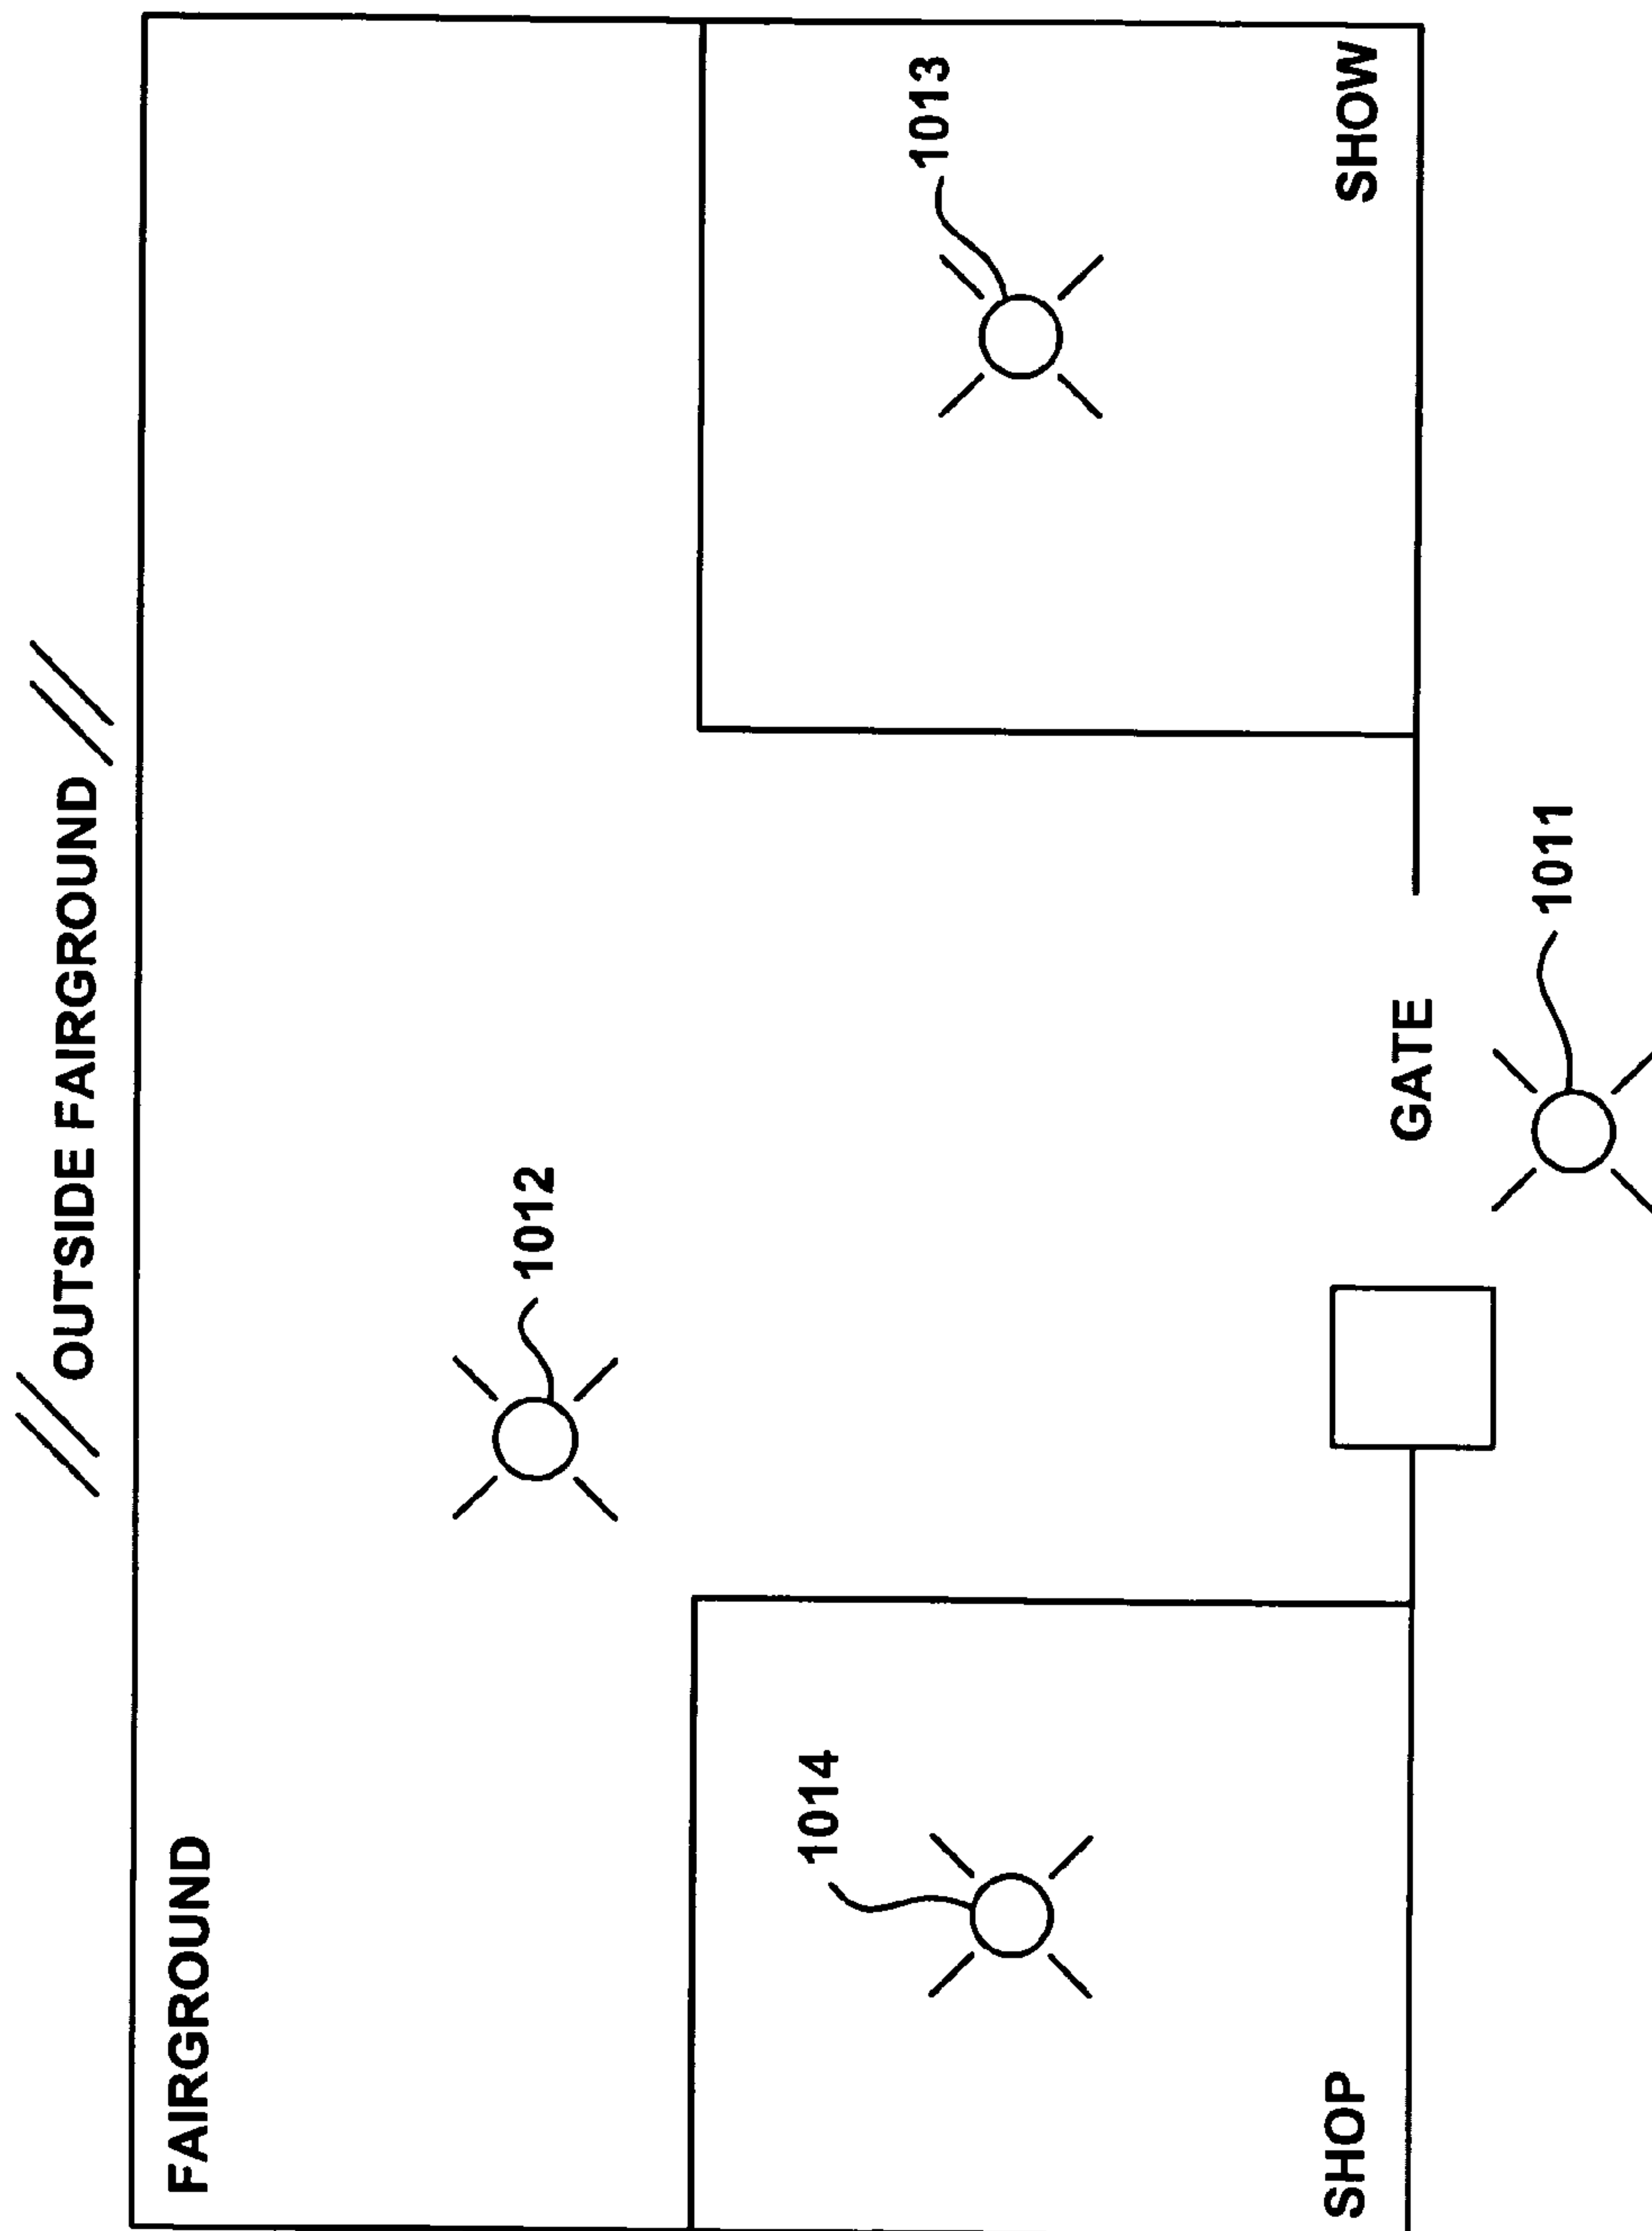 OUTSIDE FAIRGROUND
FAIRGROUND
1012
1014
1013
SHOP
SHOW
GATE
1011